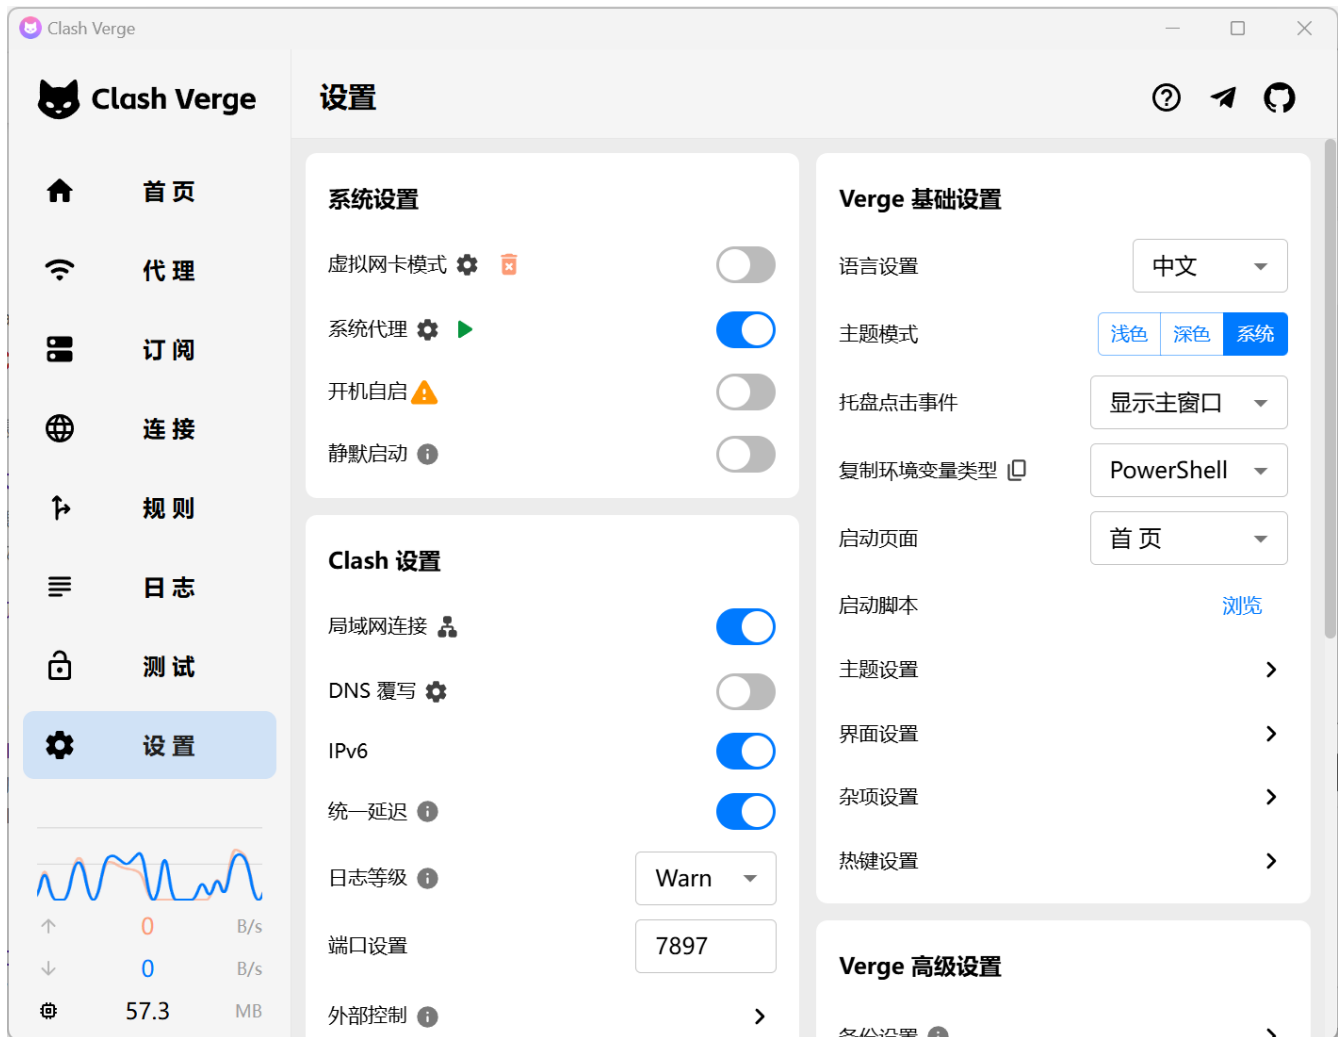 Clash Verge
Clash Verge
首 页
代 理
订 阅
连 接
规 则
日 志
测 试
设 置
0 B/s
0 B/s
57.3 MB
设置
系统设置
虚拟网卡模式
系统代理
开机自启
静默启动
Clash 设置
局域网连接
DNS 覆写
IPv6
统一延迟
日志等级 Warn
端口设置 7897
外部控制
Verge 基础设置
语言设置 中文
主题模式 浅色 深色 系统
托盘点击事件 显示主窗口
复制环境变量类型 PowerShell
启动页面 首 页
启动脚本 浏览
主题设置
界面设置
杂项设置
热键设置
Verge 高级设置
备份设置